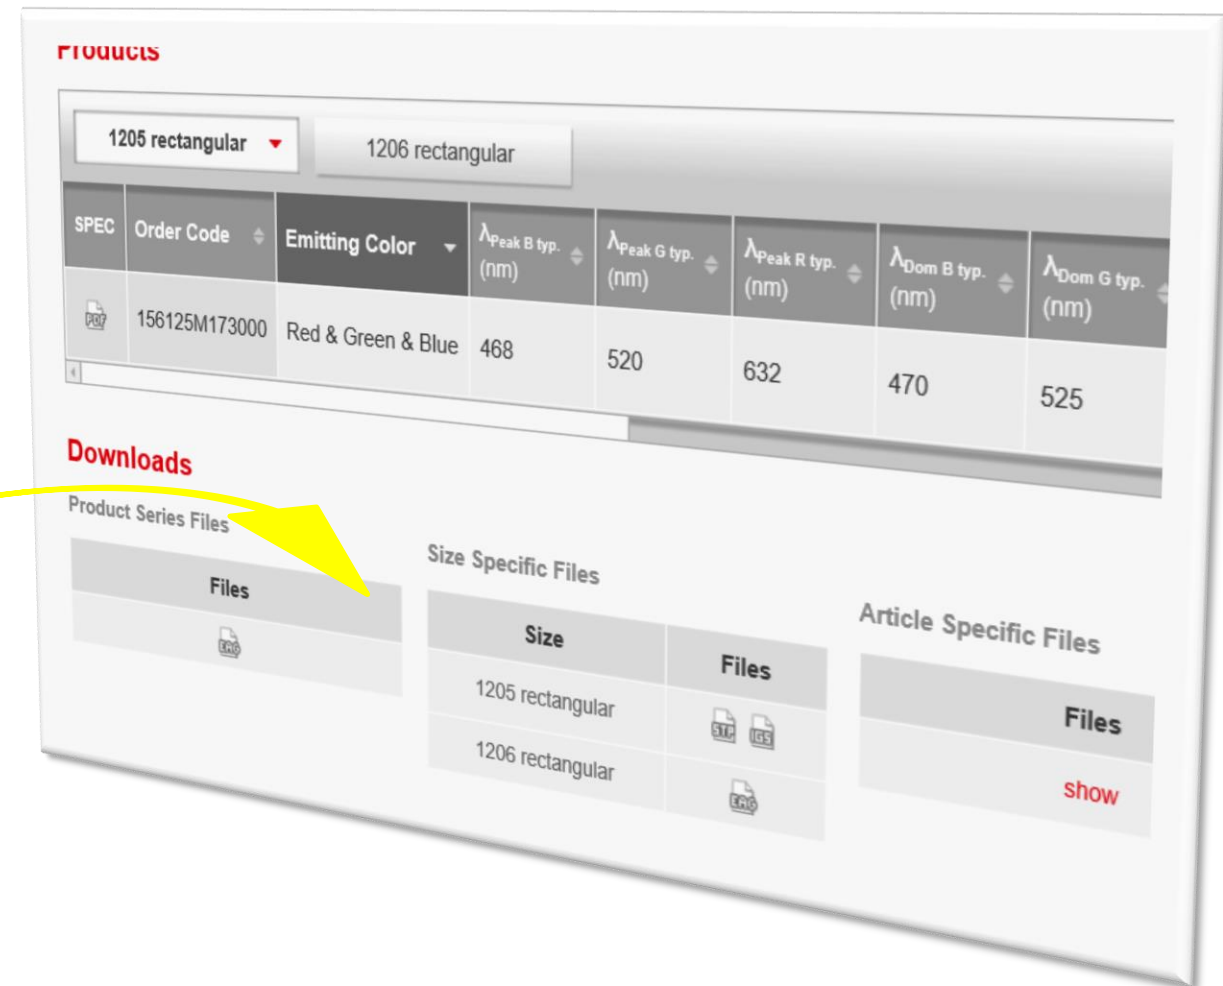 Products
1205 rectangular 1206 rectangular
SPEC Order Code Emitting Color λPeak B typ. (nm) λPeak G typ. (nm) λPeak R typ. (nm) λDom B typ. (nm) λDom G typ. (nm)
PDF 156125M173000 Red & Green & Blue 468 520 632 470 525
Downloads
Product Series Files
Files
EAG
Size Specific Files
Size Files
1205 rectangular STP IGS
1206 rectangular EAG
Article Specific Files
Files
show